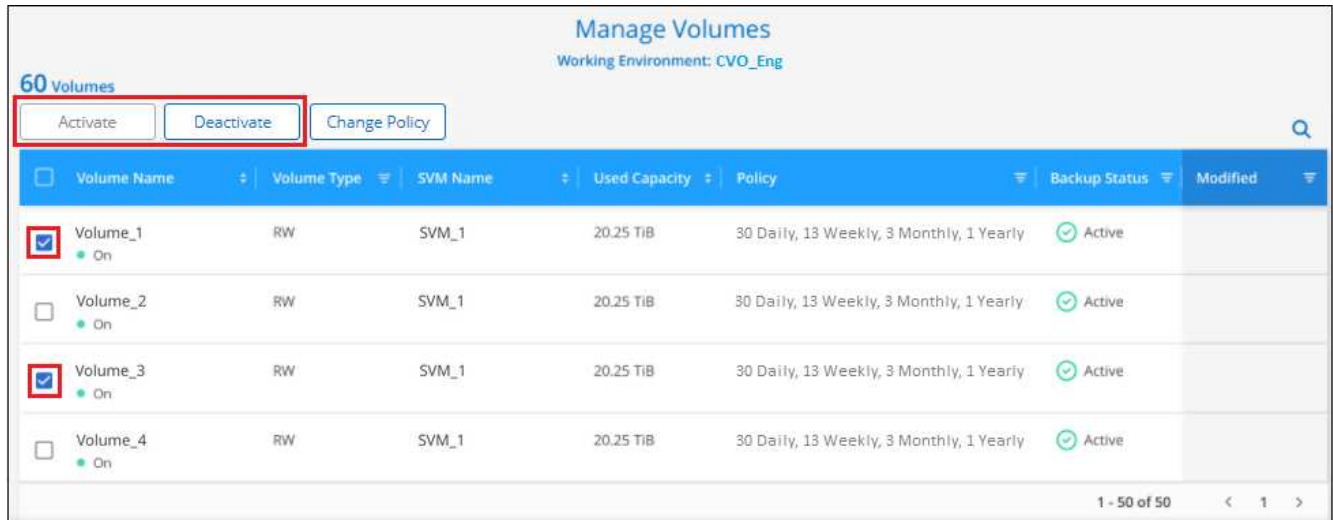 Manage Volumes
Working Environment: CVO_Eng
60 Volumes
Activate Deactivate Change Policy
Volume Name Volume Type SVM Name Used Capacity Policy Backup Status Modified
Volume_1 RW SVM_1 20.25 TiB 30 Daily, 13 Weekly, 3 Monthly, 1 Yearly Active
On
Volume_2 RW SVM_1 20.25 TiB 30 Daily, 13 Weekly, 3 Monthly, 1 Yearly Active
On
Volume_3 RW SVM_1 20.25 TiB 30 Daily, 13 Weekly, 3 Monthly, 1 Yearly Active
On
Volume_4 RW SVM_1 20.25 TiB 30 Daily, 13 Weekly, 3 Monthly, 1 Yearly Active
On
1 - 50 of 50 < 1 >